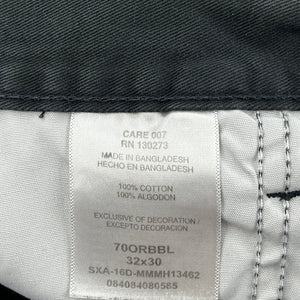 CARE 007
RN 130273
MADE IN BANGLADESH
HECHO EN BANGLADESH
100% COTTON
100% ALGODON
EXCLUSIVE OF DECORATION /
EXCEPTO DECORACION
70ORBBL
32x30
SXA-16D-MMMH13462
084084080585